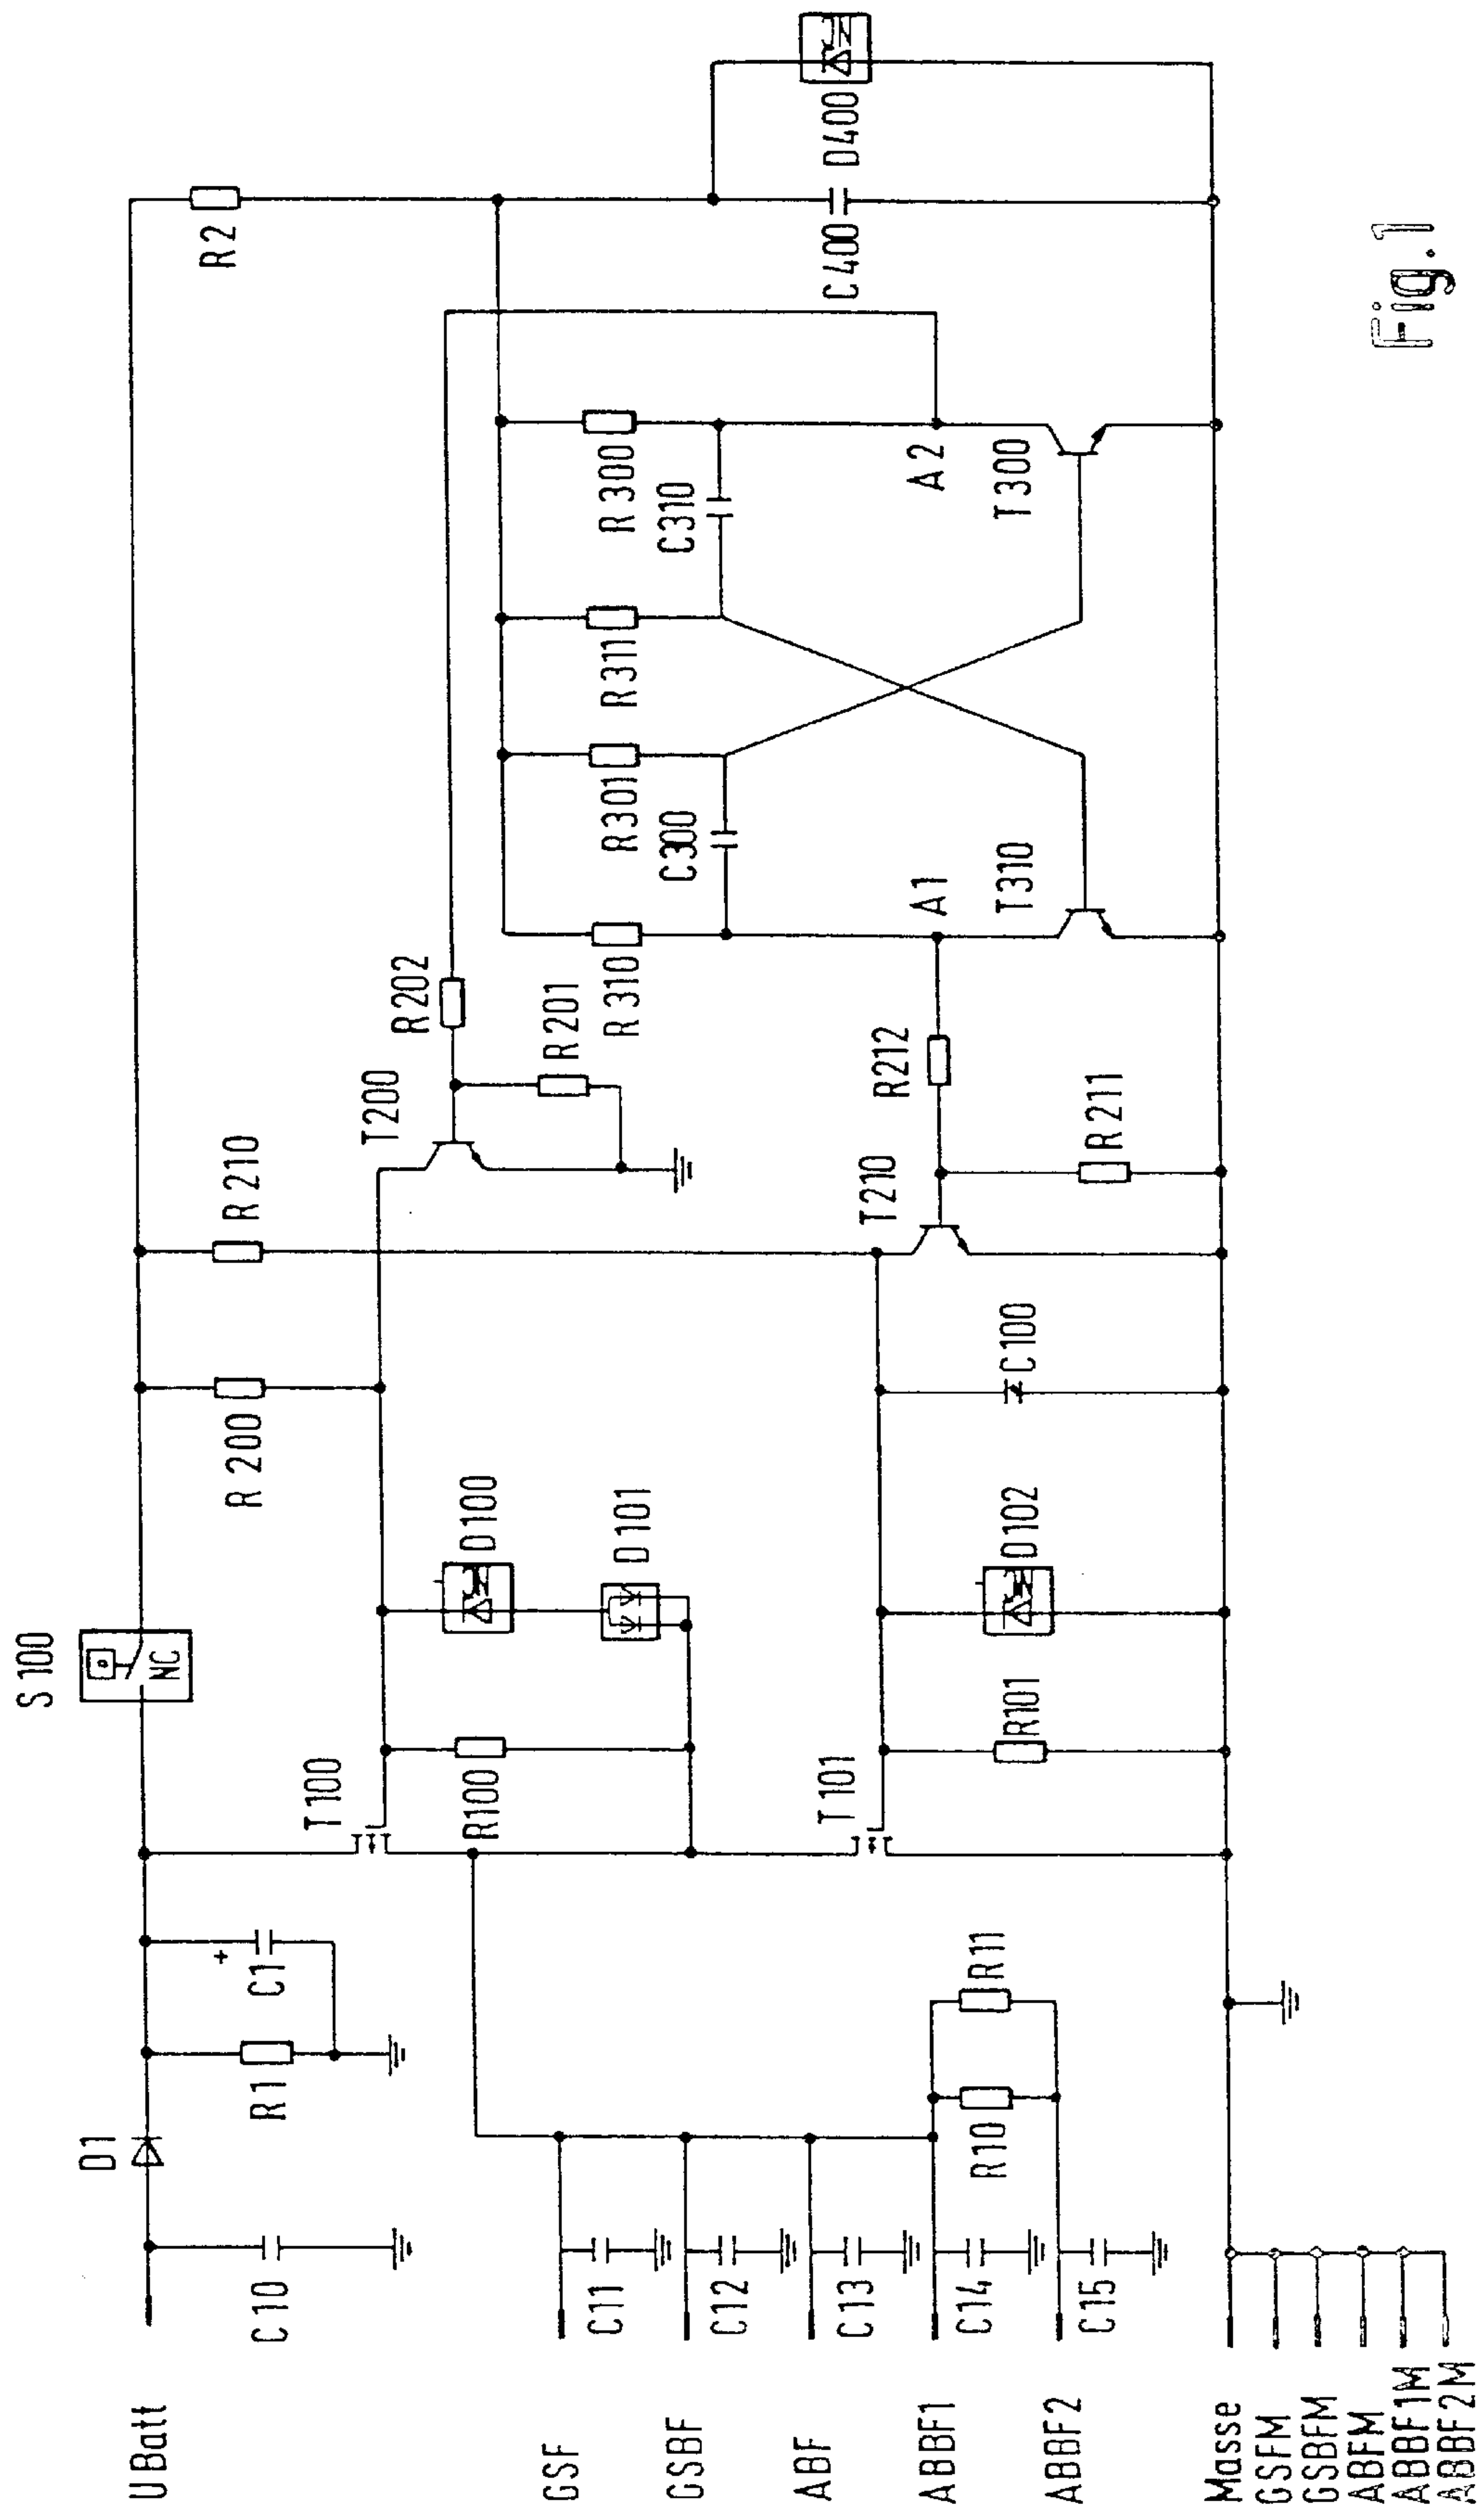 UBatt
D1
C10
R1
C1
+
S100
NC
R 200
R 210
R2
T100
R100
D100
D101
T200
R202
R201
R310
R301
C300
R311
R300
C310
A1
A2
T310
T300
C400
D400
T101
R101
D102
C100
T210
R212
R211
GSF
C11
GSBF
C12
ABF
C13
ABBF1
C14
R10
R11
ABBF2
C15
Masse
GSFM
GSBFM
ABFM
ABBF1M
ABBF2M
Fig.1